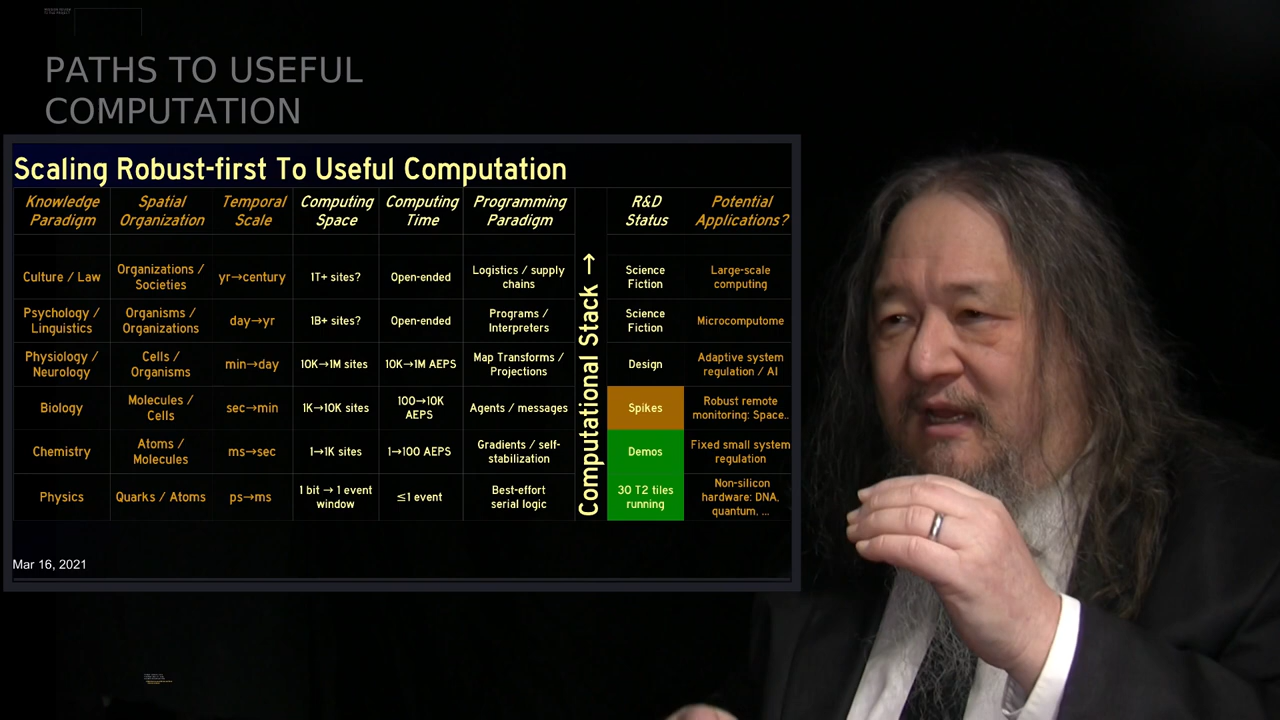 PATHS TO USEFUL
COMPUTATION
Scaling Robust-first To Useful Computation
Knowledge Paradigm Spatial Organization Temporal Scale Computing Space Computing Time Programming Paradigm R&D Status Potential Applications?
Culture / Law Organizations / Societies yr→century 1T+ sites? Open-ended Logistics / supply chains Science Fiction Large-scale computing
Psychology / Linguistics Organisms / Organizations day→yr 1B+ sites? Open-ended Programs / Interpreters Science Fiction Microcomputome
Physiology / Neurology Cells / Organisms min→day 10K→1M sites 10K→1M AEPS Map Transforms / Projections Design Adaptive system regulation / AI
Biology Molecules / Cells sec→min 1K→10K sites 100→10K AEPS Agents / messages Spikes Robust remote monitoring: Space..
Chemistry Atoms / Molecules ms→sec 1→1K sites 1→100 AEPS Gradients / self-stabilization Demos Fixed small system regulation
Physics Quarks / Atoms ps→ms 1 bit → 1 event window ≤1 event Best-effort serial logic 30 T2 tiles running Non-silicon hardware: DNA, quantum, ...
Computational Stack →
Mar 16, 2021